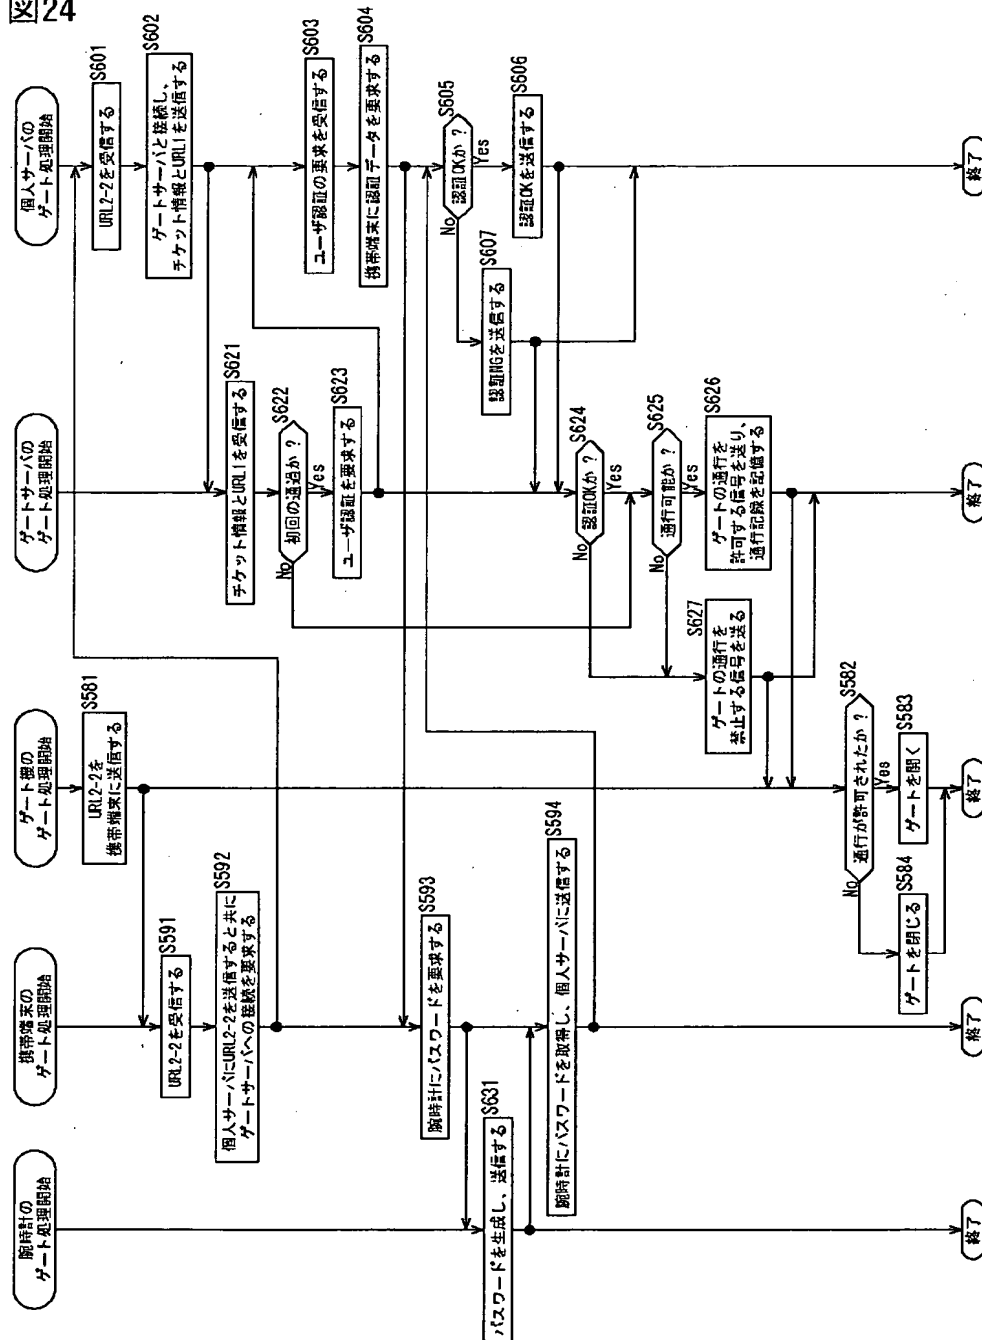 図24
腕時計の
ゲート処理開始
パスワードを生成し、送信する
S631
終了
携帯端末の
ゲート処理開始
URL2-2を受信する
S591
個人サーバにURL2-2を送信すると共に
ゲートサーバへの接続を要求する
S592
腕時計にパスワードを要求する
S593
腕時計にパスワードを取得し、個人サーバに送信する
S594
終了
ゲート機の
ゲート処理開始
URL2-2を
携帯端末に送信する
S581
通行が許可されたか?
S582
Yes
No
ゲートを開く
S583
ゲートを閉じる
S584
終了
ゲートサーバの
ゲート処理開始
チケット情報とURL1を受信する
S621
初回の通過か?
S622
Yes
No
ユーザ認証を要求する
S623
認証OKか?
S624
Yes
No
通行可能か?
S625
Yes
No
ゲートの通行を
許可する信号を送り、
通行記録を記憶する
S626
ゲートの通行を
禁止する信号を送る
S627
終了
個人サーバの
ゲート処理開始
URL2-2を受信する
S601
ゲートサーバと接続し、
チケット情報とURL1を送信する
S602
ユーザ認証の要求を受信する
S603
携帯端末に認証データを要求する
S604
認証OKか?
S605
Yes
No
認証OKを送信する
S606
認証NGを送信する
S607
終了